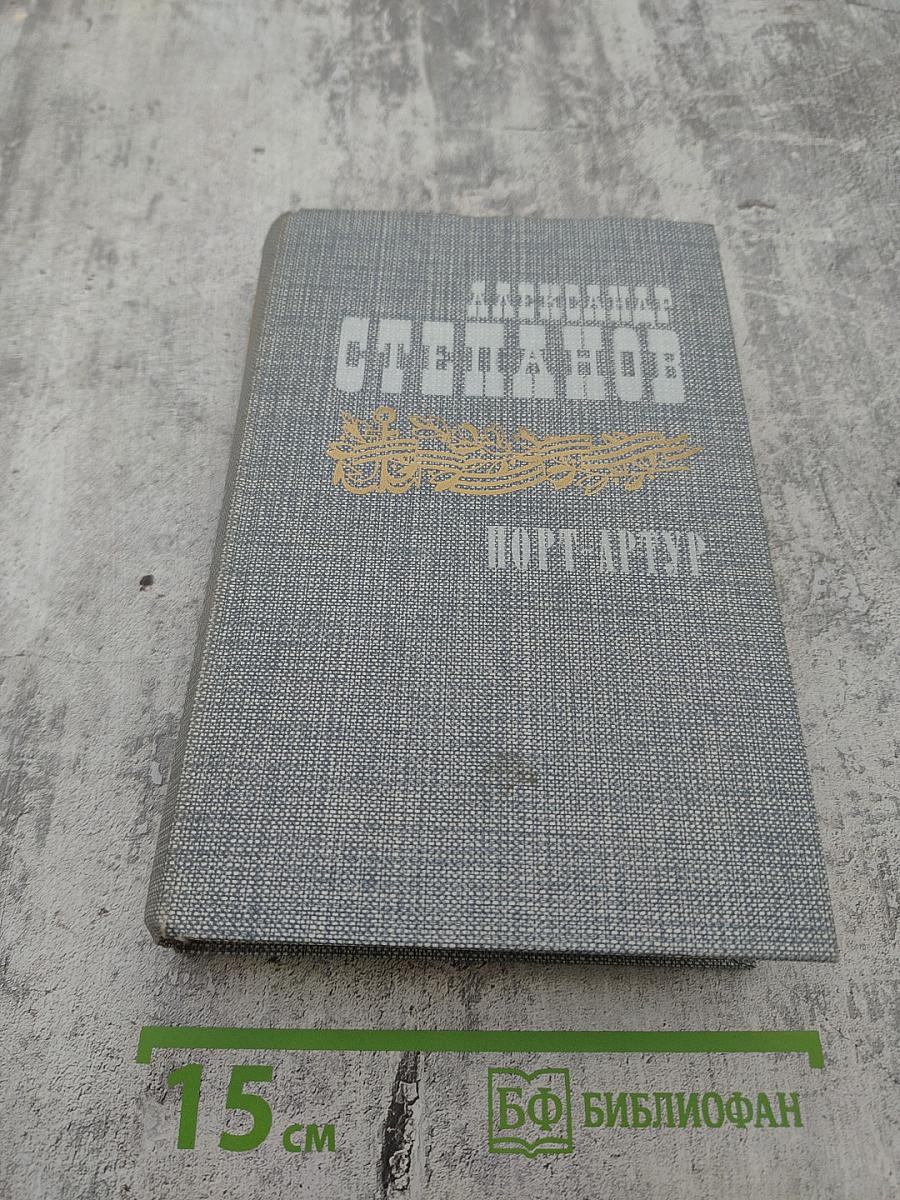 АЛЕКСАНДР
СТЕПАНОВ
ПОРТ-АРТУР
15 см
БФ БИБЛИОФАН